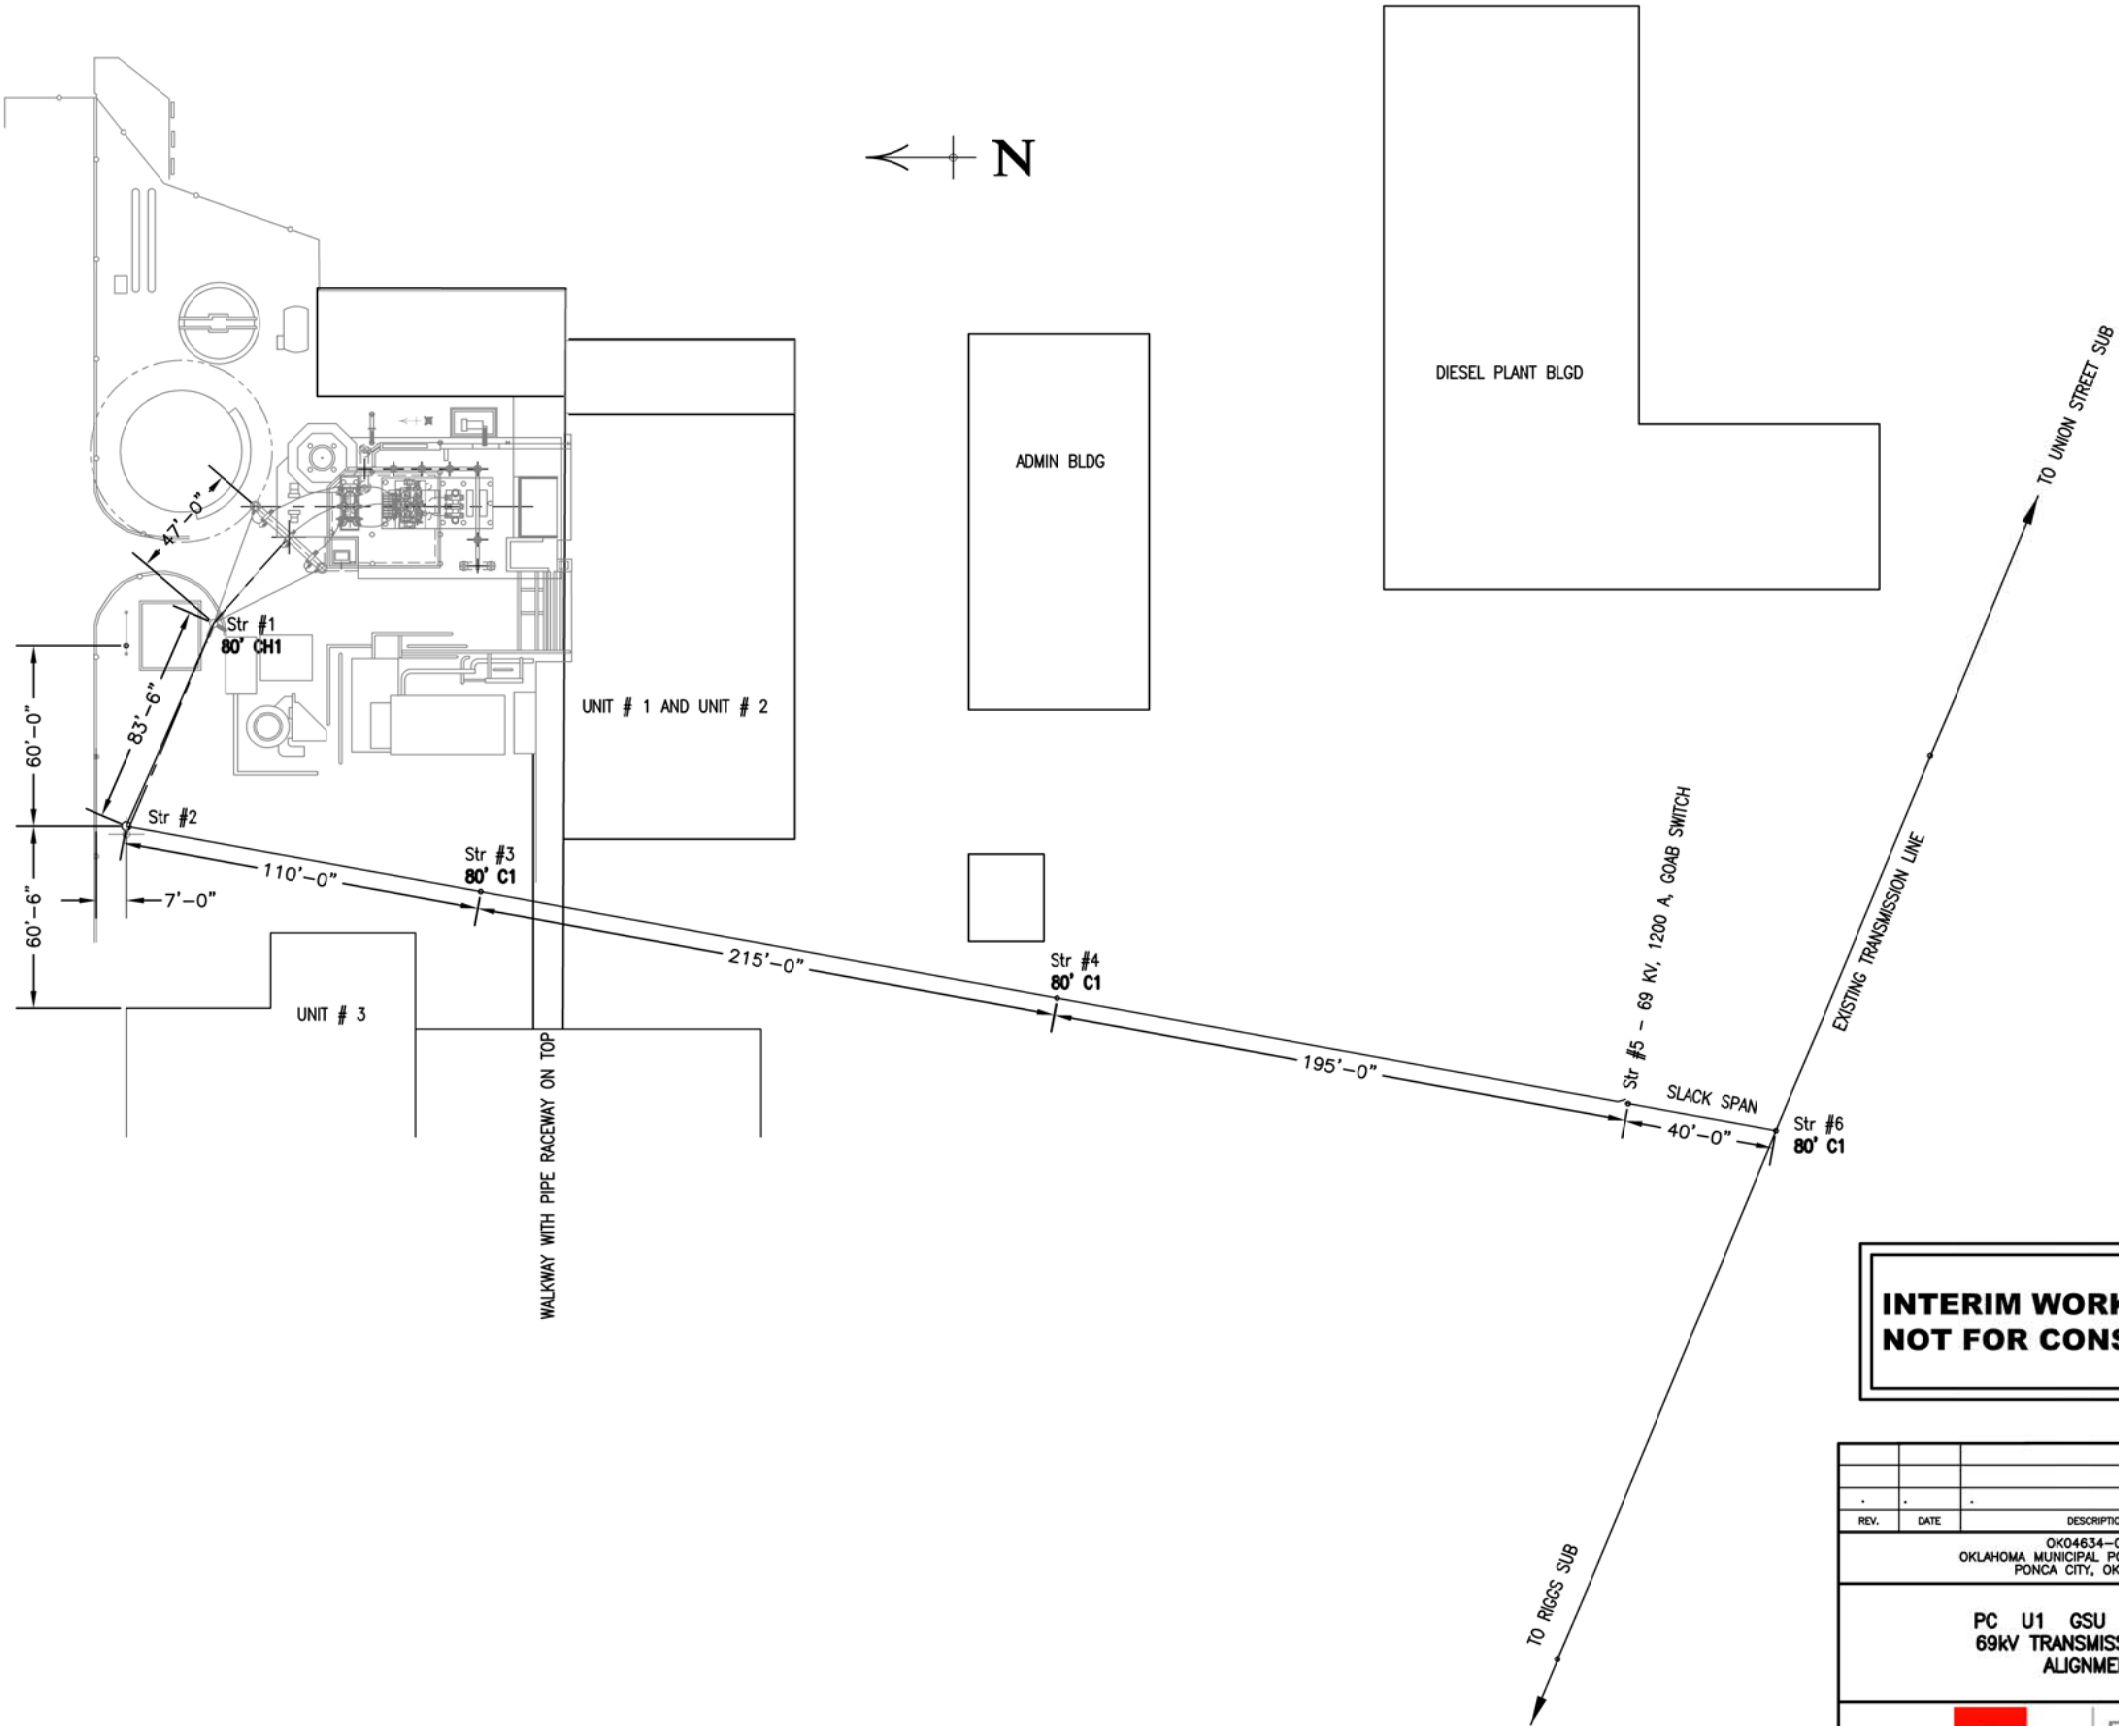 N
DIESEL PLANT BLGD
TO UNION STREET SUB
ADMIN BLDG
47'-0"
Str #1
80' CH1
60'-0"
83'-6"
UNIT # 1 AND UNIT # 2
Str #2
Str #3
80' C1
110'-0"
7'-0"
60'-6"
215'-0"
Str #4
80' C1
UNIT # 3
WALKWAY WITH PIPE RACEWAY ON TOP
195'-0"
Str #5 - 69 KV, 1200 A, GOAB SWITCH
EXISTING TRANSMISSION LINE
SLACK SPAN
40'-0"
Str #6
80' C1
TO RIGGS SUB
INTERIM WORK
NOT FOR CONS
REV. DATE DESCRIPTIO
OK04634-0
OKLAHOMA MUNICIPAL PO
PONCA CITY, OK
PC U1 GSU
69kV TRANSMISS
ALIGNME